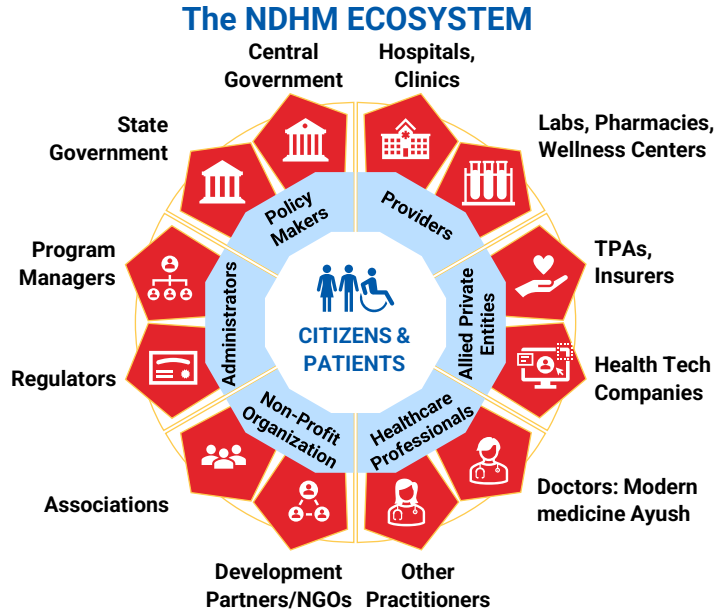 The NDHM ECOSYSTEM
Central
Government
Hospitals,
Clinics
State
Government
Labs, Pharmacies,
Wellness Centers
Policy
Makers
Providers
Program
Managers
TPAs,
Insurers
Administrators
CITIZENS &
PATIENTS
Allied Private
Entities
Regulators
Health Tech
Companies
Non-Profit
Organization
Healthcare
Professionals
Associations
Doctors: Modern
medicine Ayush
Development
Partners/NGOs
Other
Practitioners